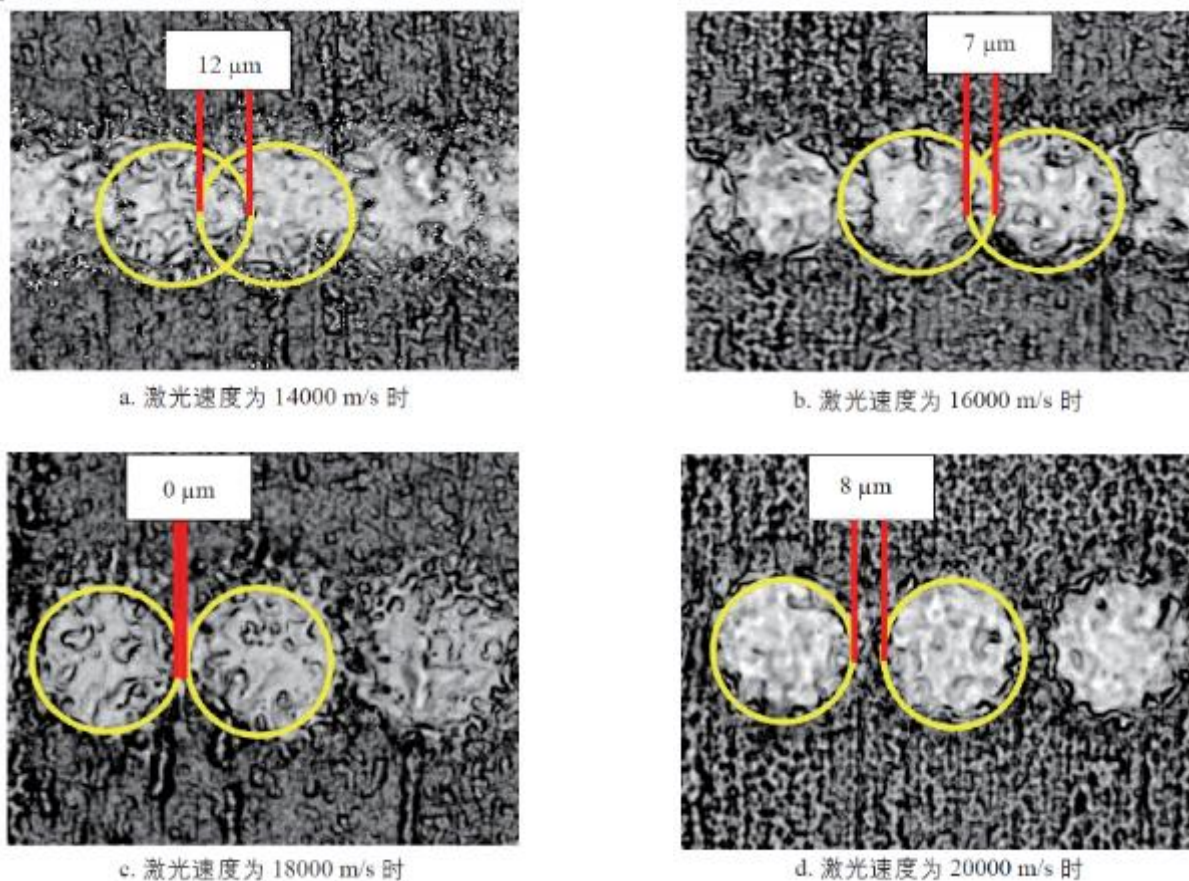 12 μm
7 μm
a. 激光速度为 14000 m/s 时
b. 激光速度为 16000 m/s 时
0 μm
8 μm
c. 激光速度为 18000 m/s 时
d. 激光速度为 20000 m/s 时